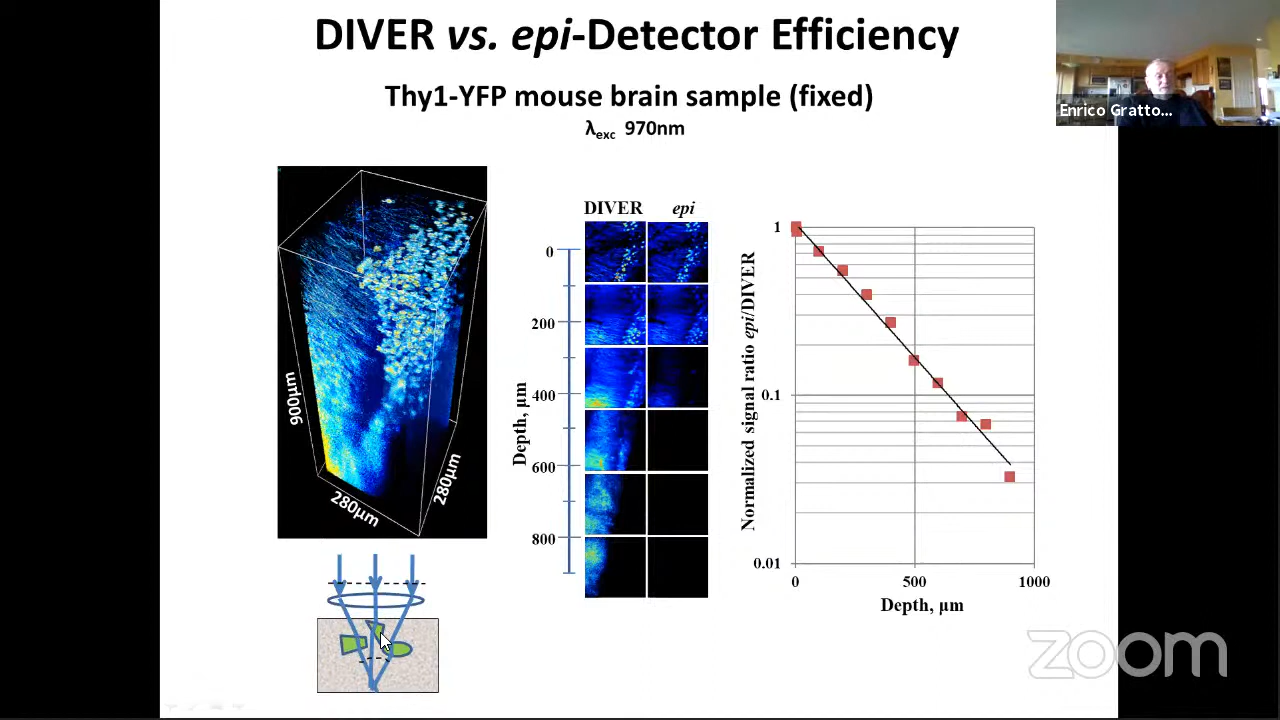 DIVER vs. epi-Detector Efficiency
Thy1-YFP mouse brain sample (fixed)
λexc 970nm
Enrico Gratto...
900µm
280µm
280µm
DIVER epi
0
200
400
600
800
Depth, µm
Normalized signal ratio epi/DIVER
1
0.1
0.01
0 500 1000
Depth, µm
zoom